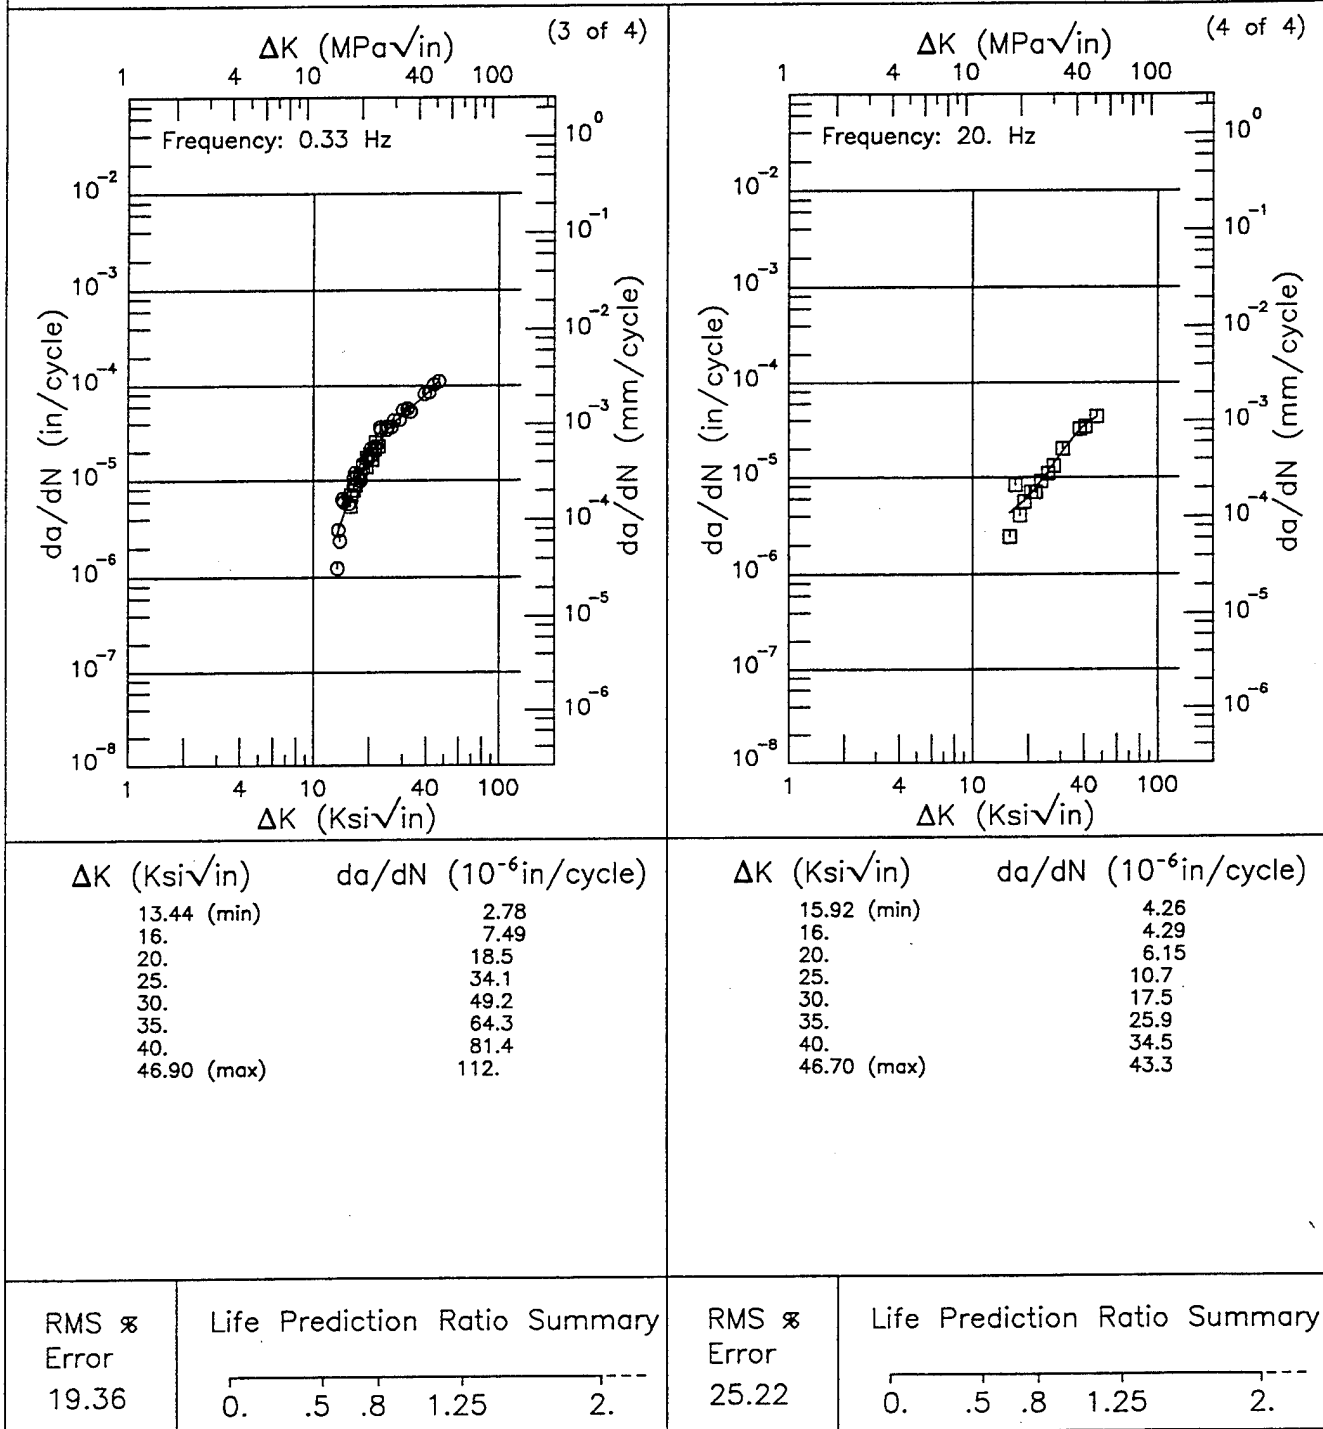 (3 of 4)
ΔK (MPa√in)
1 4 10 40 100
Frequency: 0.33 Hz
10⁰
10⁻¹
10⁻²
10⁻³
10⁻⁴
10⁻⁵
10⁻⁶
da/dN (mm/cycle)
10⁻²
10⁻³
10⁻⁴
10⁻⁵
10⁻⁶
10⁻⁷
10⁻⁸
da/dN (in/cycle)
1 4 10 40 100
ΔK (Ksi√in)
ΔK (Ksi√in) da/dN (10⁻⁶in/cycle)
13.44 (min) 2.78
16. 7.49
20. 18.5
25. 34.1
30. 49.2
35. 64.3
40. 81.4
46.90 (max) 112.
RMS %
Error
19.36
Life Prediction Ratio Summary
0. .5 .8 1.25 2.
(4 of 4)
ΔK (MPa√in)
1 4 10 40 100
Frequency: 20. Hz
10⁰
10⁻¹
10⁻²
10⁻³
10⁻⁴
10⁻⁵
10⁻⁶
da/dN (mm/cycle)
10⁻²
10⁻³
10⁻⁴
10⁻⁵
10⁻⁶
10⁻⁷
10⁻⁸
da/dN (in/cycle)
1 4 10 40 100
ΔK (Ksi√in)
ΔK (Ksi√in) da/dN (10⁻⁶in/cycle)
15.92 (min) 4.26
16. 4.29
20. 6.15
25. 10.7
30. 17.5
35. 25.9
40. 34.5
46.70 (max) 43.3
RMS %
Error
25.22
Life Prediction Ratio Summary
0. .5 .8 1.25 2.